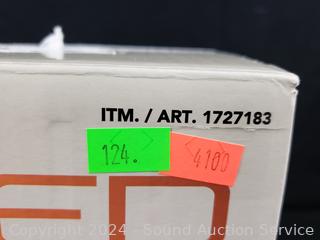 ITM. / ART. 1727183
124.
4100
Copyright 2024 - Sound Auction Service